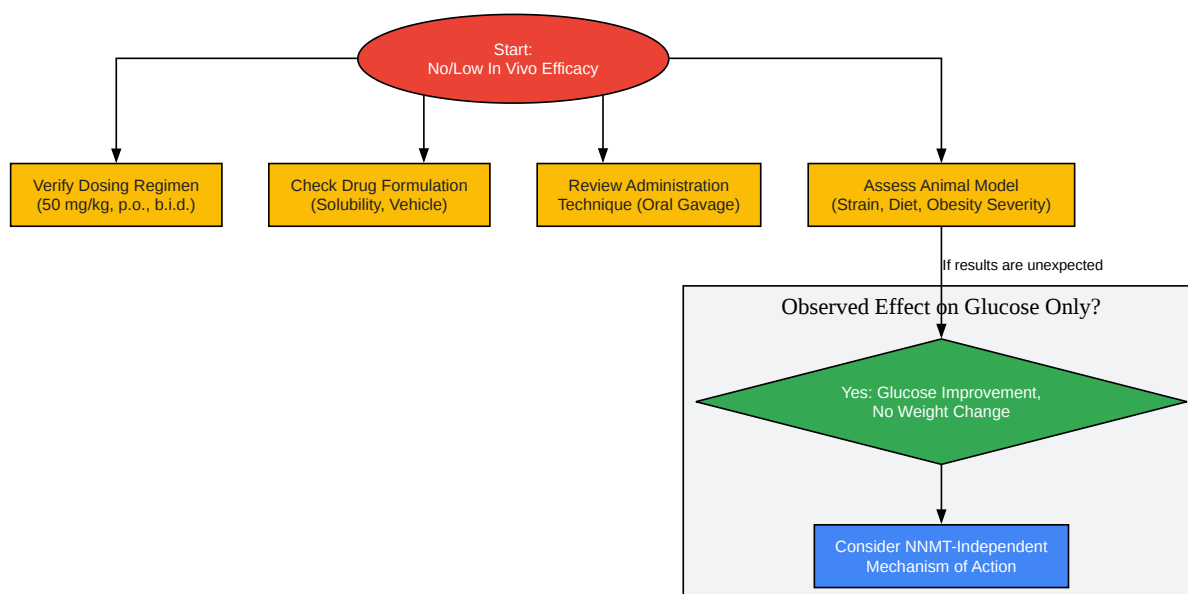 Start:
No/Low In Vivo Efficacy
Verify Dosing Regimen
(50 mg/kg, p.o., b.i.d.)
Check Drug Formulation
(Solubility, Vehicle)
Review Administration
Technique (Oral Gavage)
Assess Animal Model
(Strain, Diet, Obesity Severity)
If results are unexpected
Observed Effect on Glucose Only?
Yes: Glucose Improvement,
No Weight Change
Consider NNMT-Independent
Mechanism of Action